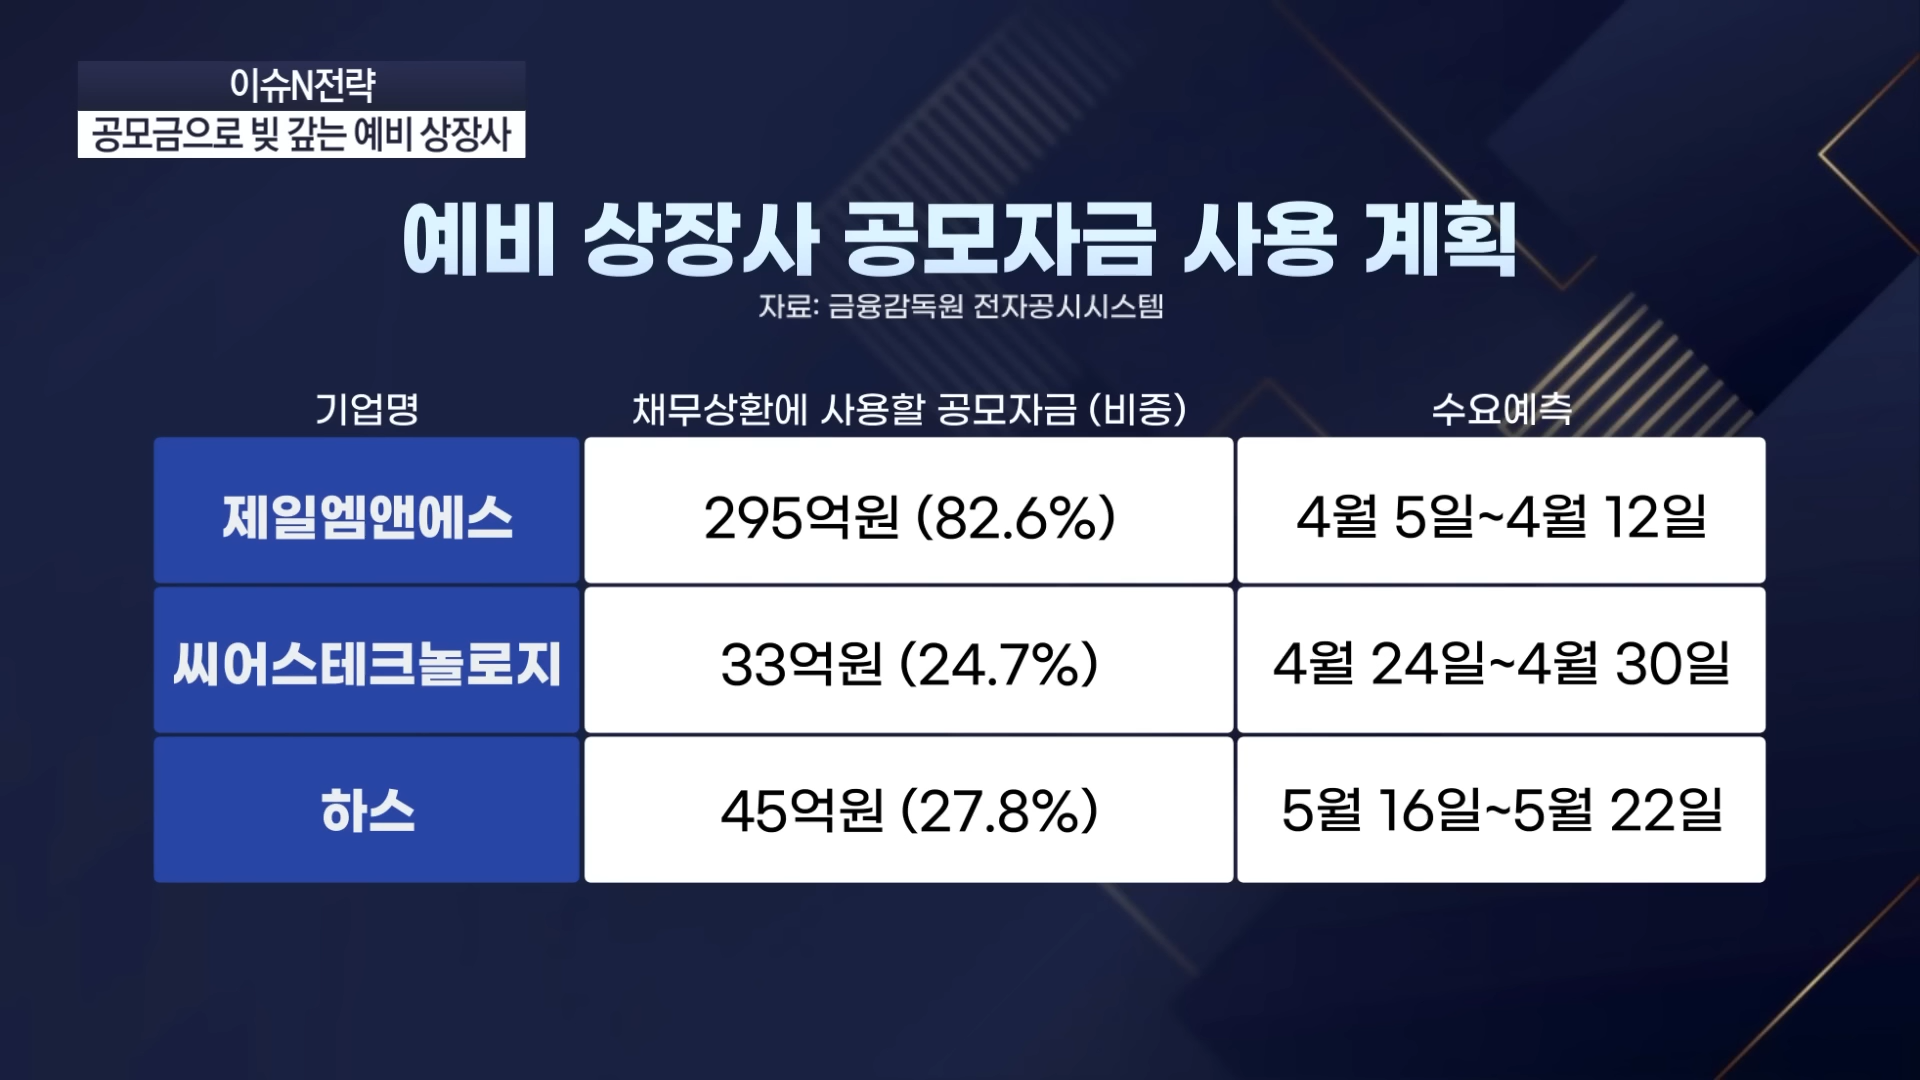 이슈N전략
공모금으로 빚 갚는 예비 상장사
예비 상장사 공모자금 사용 계획
자료: 금융감독원 전자공시시스템
기업명 채무상환에 사용할 공모자금 (비중) 수요예측
제일엠앤에스 295억원 (82.6%) 4월 5일~4월 12일
씨어스테크놀로지 33억원 (24.7%) 4월 24일~4월 30일
하스 45억원 (27.8%) 5월 16일~5월 22일